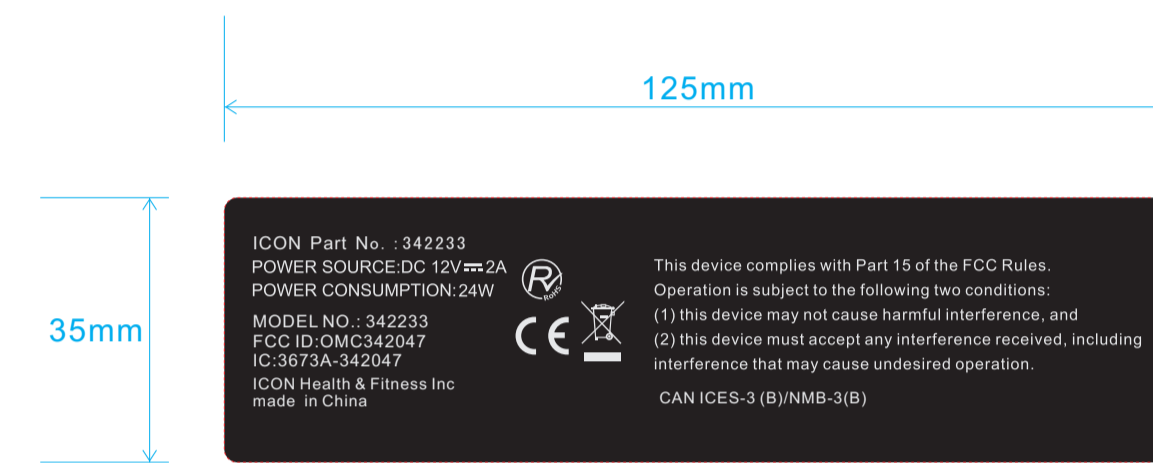 125mm
35mm
ICON Part No. :342233
POWER SOURCE:DC 12V⎓2A
POWER CONSUMPTION:24W
MODEL NO.: 342233
FCC ID:OMC342047
IC:3673A-342047
ICON Health & Fitness Inc
made in China
R
RoHS
CE
This device complies with Part 15 of the FCC Rules.
Operation is subject to the following two conditions:
(1) this device may not cause harmful interference, and
(2) this device must accept any interference received, including
interference that may cause undesired operation.
CAN ICES-3 (B)/NMB-3(B)